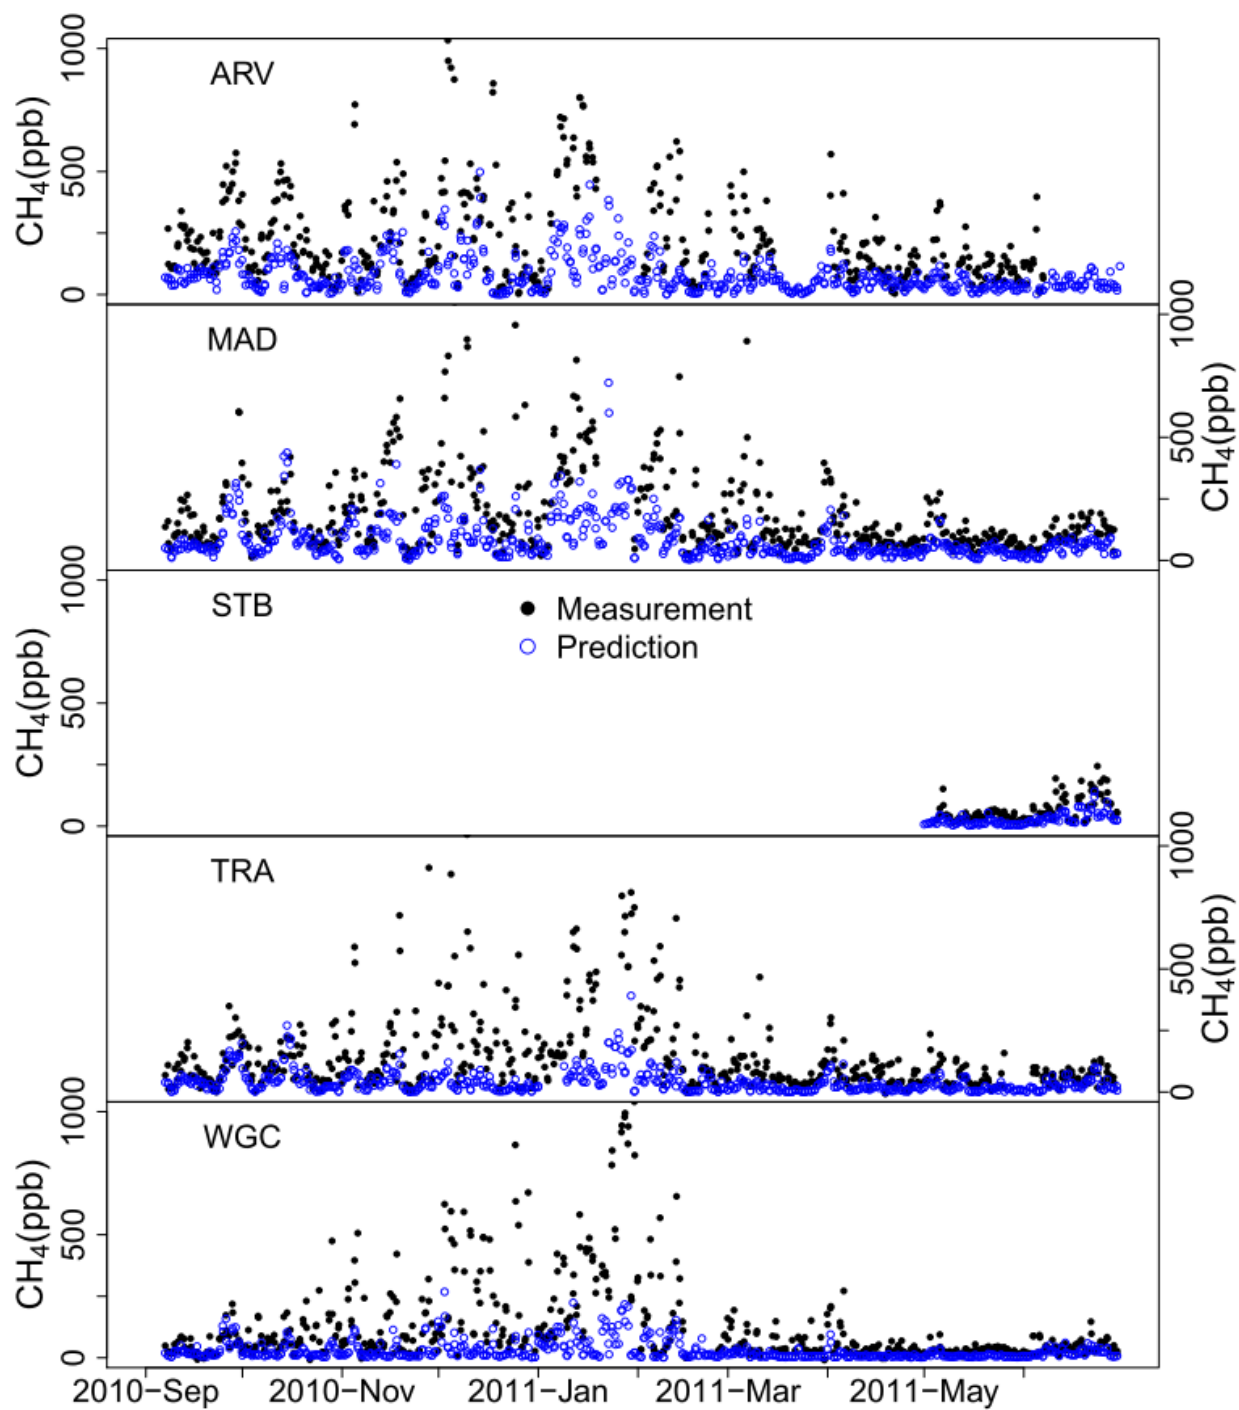 1000
500
0
CH₄(ppb)
ARV
1000
500
0
CH₄(ppb)
MAD
1000
500
0
CH₄(ppb)
STB
Measurement
Prediction
1000
500
0
CH₄(ppb)
TRA
1000
500
0
CH₄(ppb)
WGC
2010−Sep 2010−Nov 2011−Jan 2011−Mar 2011−May